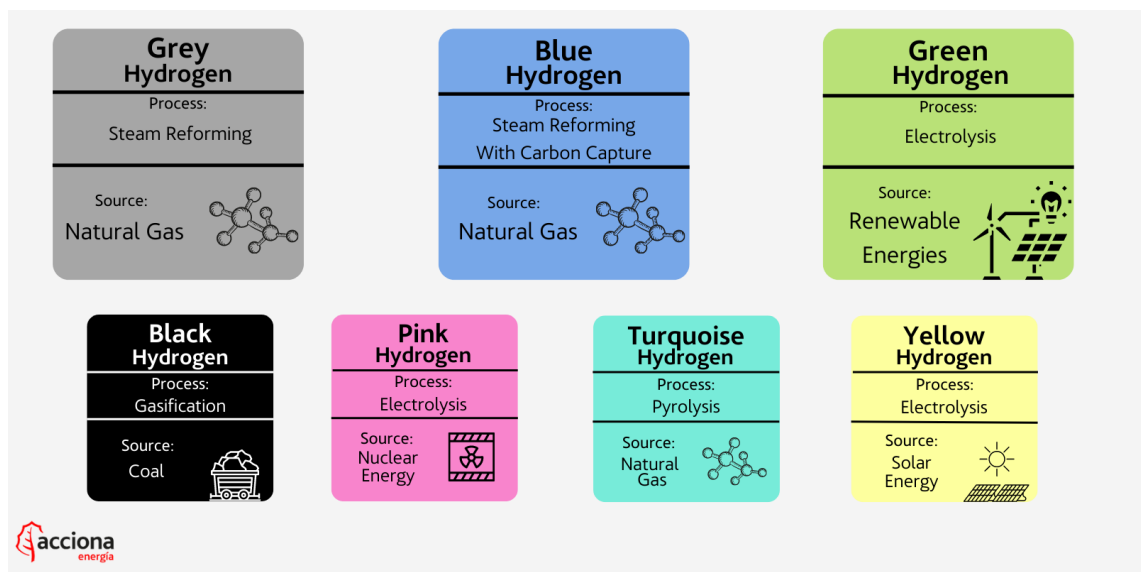 Grey
Hydrogen
Process:
Steam Reforming
Source:
Natural Gas
Blue
Hydrogen
Process:
Steam Reforming
With Carbon Capture
Source:
Natural Gas
Green
Hydrogen
Process:
Electrolysis
Source:
Renewable
Energies
Black
Hydrogen
Process:
Gasification
Source:
Coal
Pink
Hydrogen
Process:
Electrolysis
Source:
Nuclear
Energy
Turquoise
Hydrogen
Process:
Pyrolysis
Source:
Natural
Gas
Yellow
Hydrogen
Process:
Electrolysis
Source:
Solar
Energy
acciona
energía